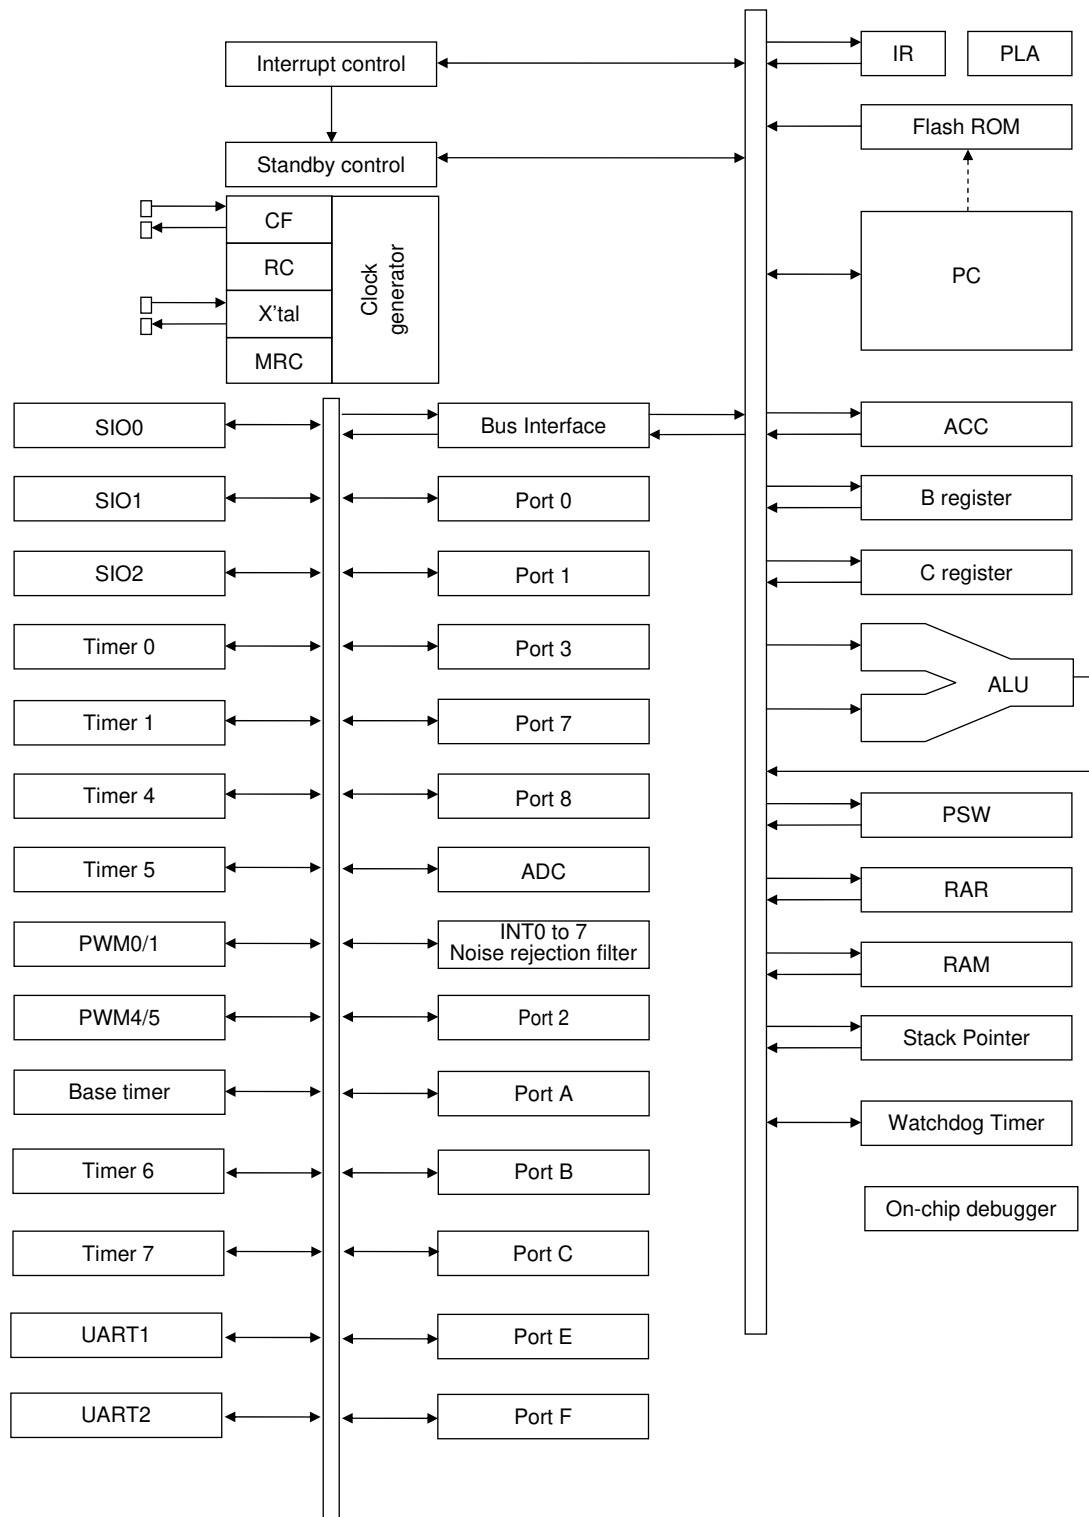 Interrupt control
IR
PLA
Flash ROM
Standby control
CF
RC
X'tal
MRC
Clock
generator
PC
SIO0
Bus Interface
ACC
SIO1
Port 0
B register
SIO2
Port 1
C register
Timer 0
Port 3
ALU
Timer 1
Port 7
Timer 4
Port 8
PSW
Timer 5
ADC
RAR
PWM0/1
INT0 to 7
Noise rejection filter
RAM
PWM4/5
Port 2
Stack Pointer
Base timer
Port A
Watchdog Timer
Timer 6
Port B
On-chip debugger
Timer 7
Port C
UART1
Port E
UART2
Port F